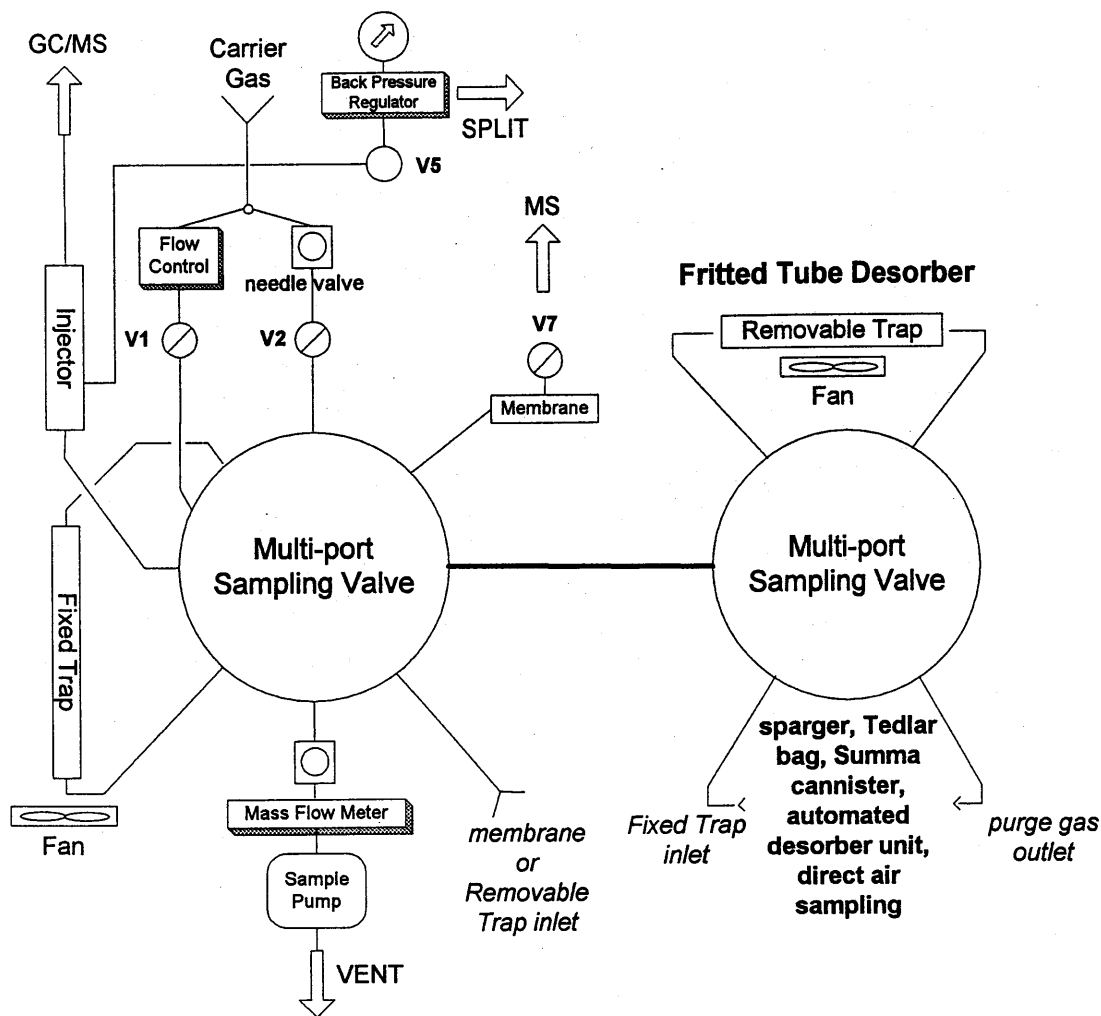 GC/MS
Carrier
Gas
Back Pressure
Regulator
SPLIT
V5
MS
Flow
Control
needle valve
Fritted Tube Desorber
V1
V2
V7
Removable Trap
Injector
Fan
Membrane
Multi-port
Sampling Valve
Multi-port
Sampling Valve
Fixed Trap
Fan
Mass Flow Meter
Sample
Pump
VENT
membrane
or
Removable
Trap inlet
Fixed Trap
inlet
sparger, Tedlar
bag, Summa
cannister,
automated
desorber unit,
direct air
sampling
purge gas
outlet